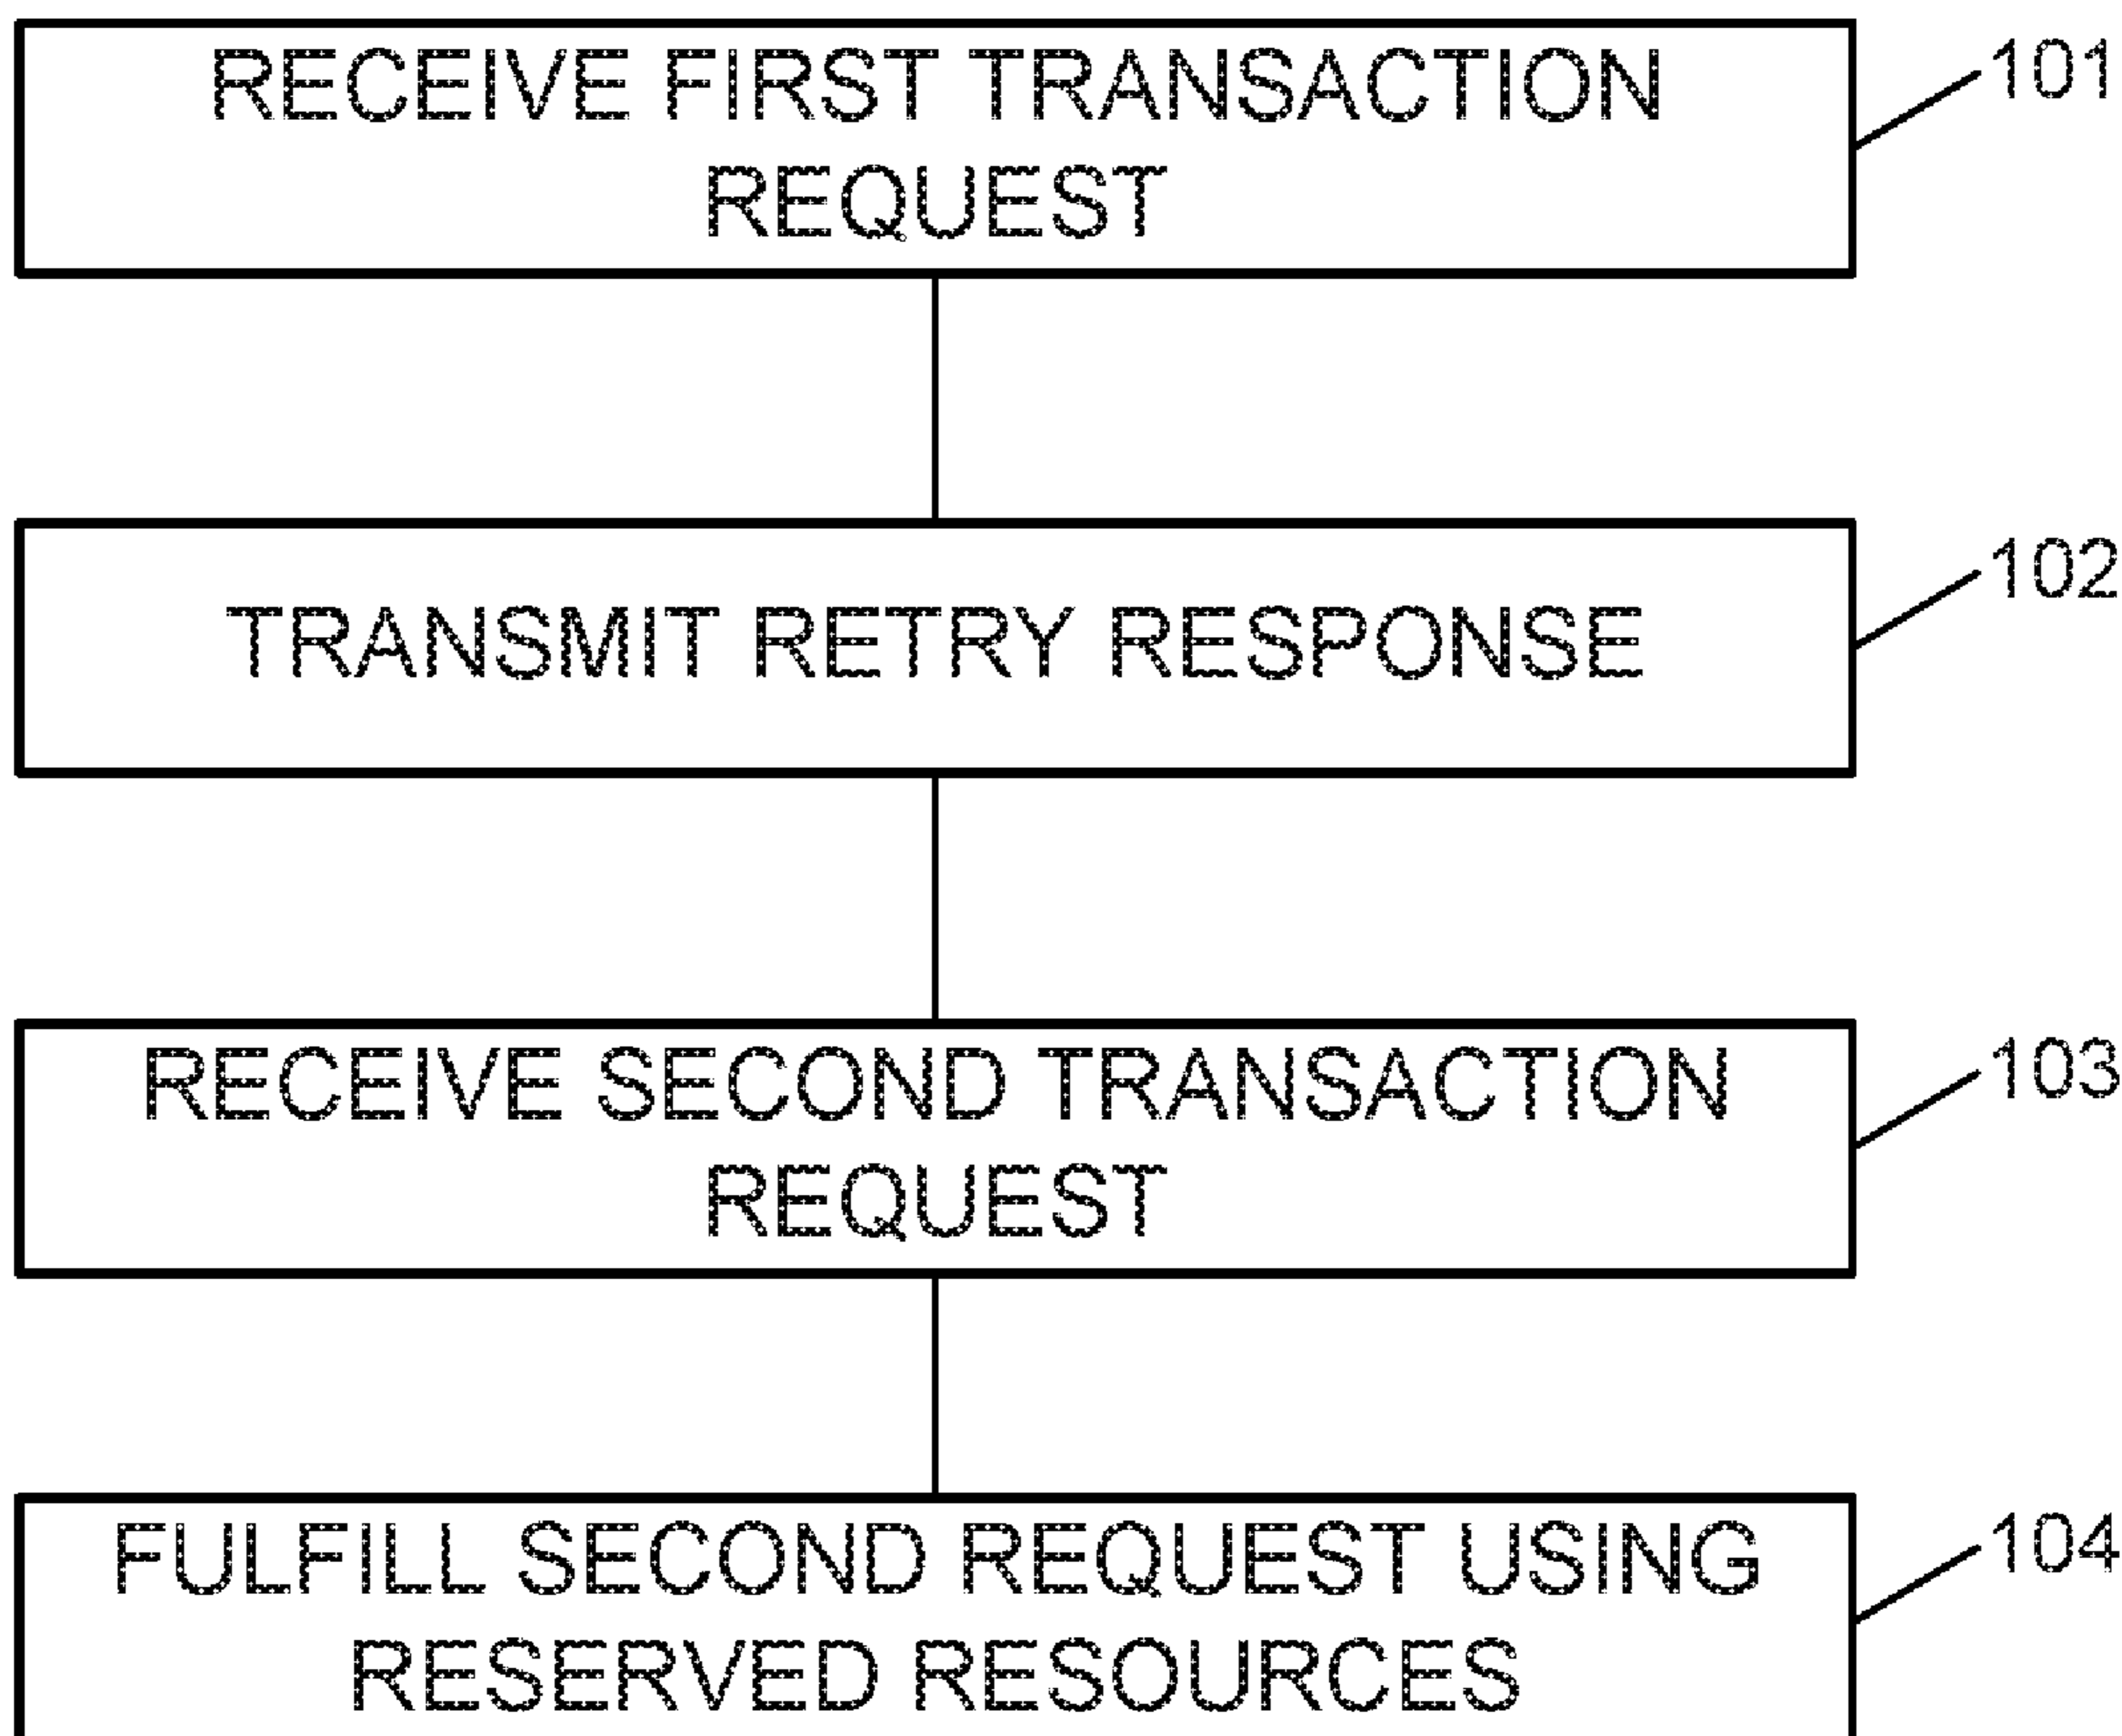 RECEIVE FIRST TRANSACTION
REQUEST
101
TRANSMIT RETRY RESPONSE
102
RECEIVE SECOND TRANSACTION
REQUEST
103
FULFILL SECOND REQUEST USING
RESERVED RESOURCES
104